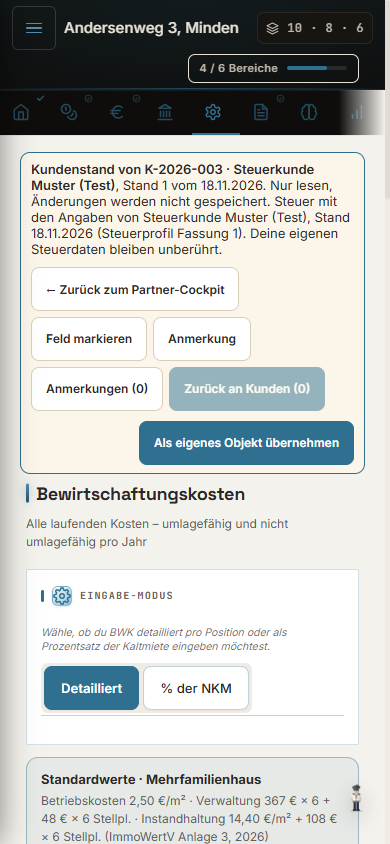 Andersenweg 3, Minden
10 · 8 · 6
4 / 6 Bereiche
Kundenstand von K-2026-003 · Steuerkunde
Muster (Test), Stand 1 vom 18.11.2026. Nur lesen,
Änderungen werden nicht gespeichert. Steuer mit
den Angaben von Steuerkunde Muster (Test), Stand
18.11.2026 (Steuerprofil Fassung 1). Deine eigenen
Steuerdaten bleiben unberührt.
← Zurück zum Partner-Cockpit
Feld markieren
Anmerkung
Anmerkungen (0)
Zurück an Kunden (0)
Als eigenes Objekt übernehmen
Bewirtschaftungskosten
Alle laufenden Kosten – umlagefähig und nicht
umlagefähig pro Jahr
EINGABE-MODUS
Wähle, ob du BWK detailliert pro Position oder als
Prozentsatz der Kaltmiete eingeben möchtest.
Detailliert
% der NKM
Standardwerte · Mehrfamilienhaus
Betriebskosten 2,50 €/m² · Verwaltung 367 € × 6 +
48 € × 6 Stellpl. · Instandhaltung 14,40 €/m² + 108 €
× 6 Stellpl. (ImmoWertV Anlage 3, 2026)